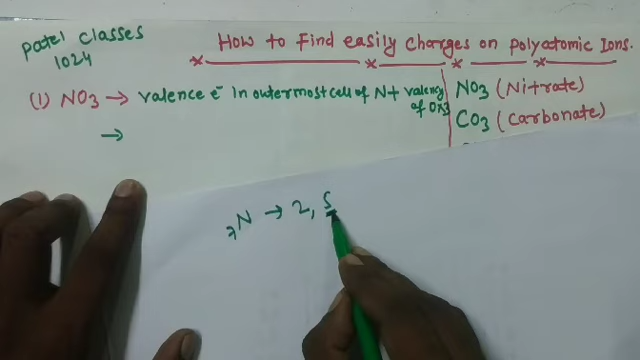 Patel Classes
1024
How to Find easily Charges on Polyatomic Ions.
(1) NO3 → valence e⁻ in outermost cell of N + valency of O×3
→
NO3 (Nitrate)
CO3 (Carbonate)
₇N → 2, 5